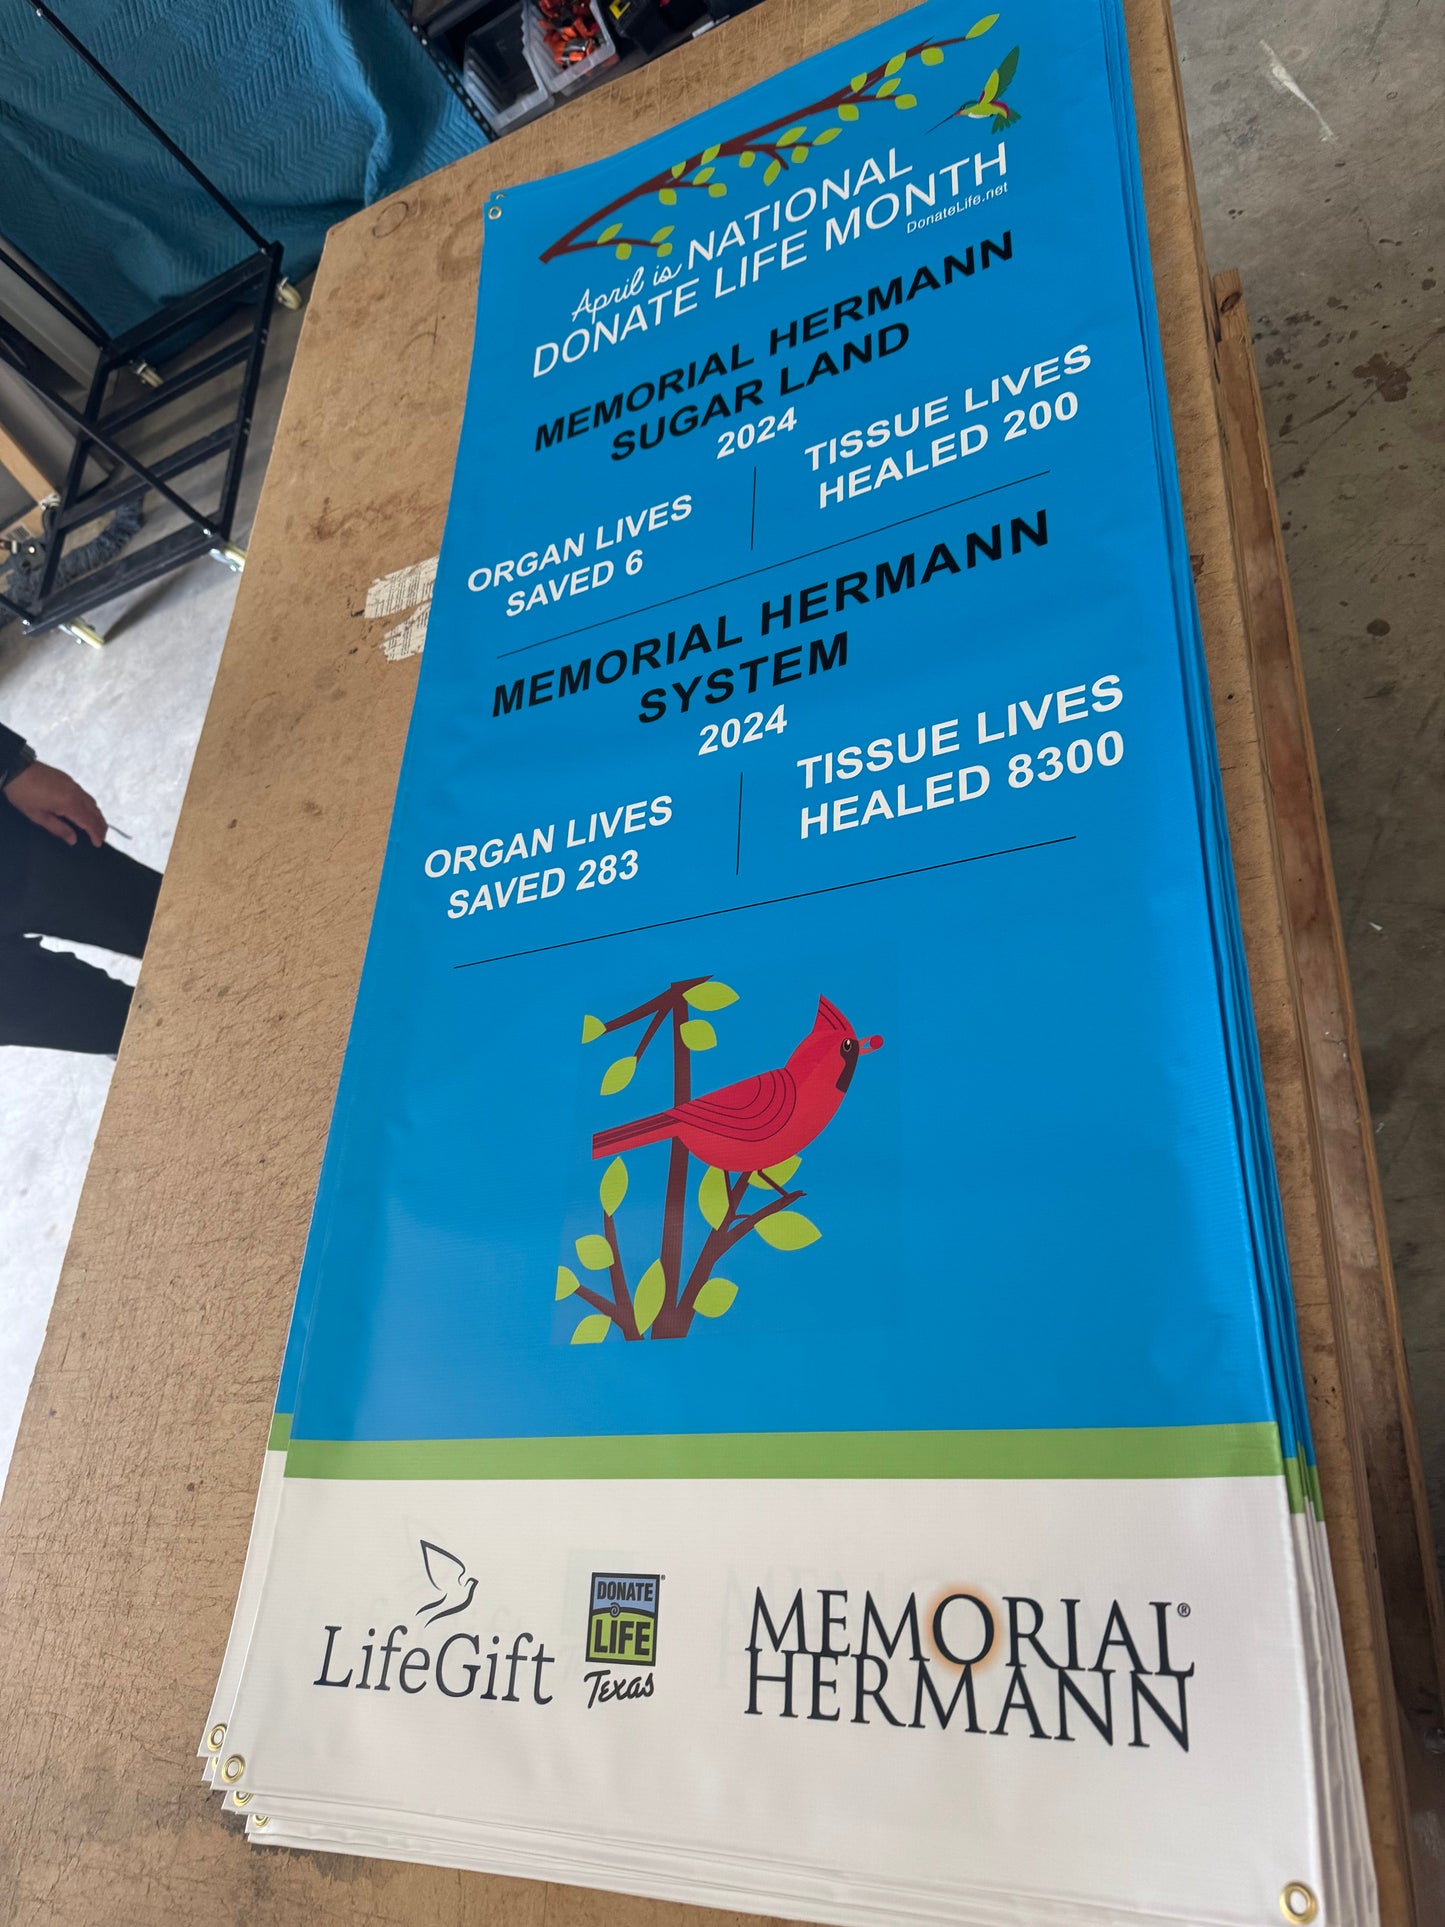 April is NATIONAL
DONATE LIFE MONTH
DonateLife.net
MEMORIAL HERMANN
SUGAR LAND
2024
ORGAN LIVES
SAVED 6
TISSUE LIVES
HEALED 200
MEMORIAL HERMANN
SYSTEM
2024
ORGAN LIVES
SAVED 283
TISSUE LIVES
HEALED 8300
LifeGift
DONATE
LIFE
®
Texas
MEMORIAL®
HERMANN